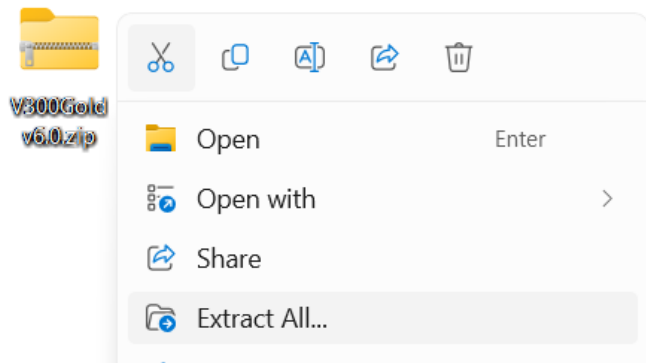 V300Gold
v6.0.zip
Open Enter
Open with
Share
Extract All...